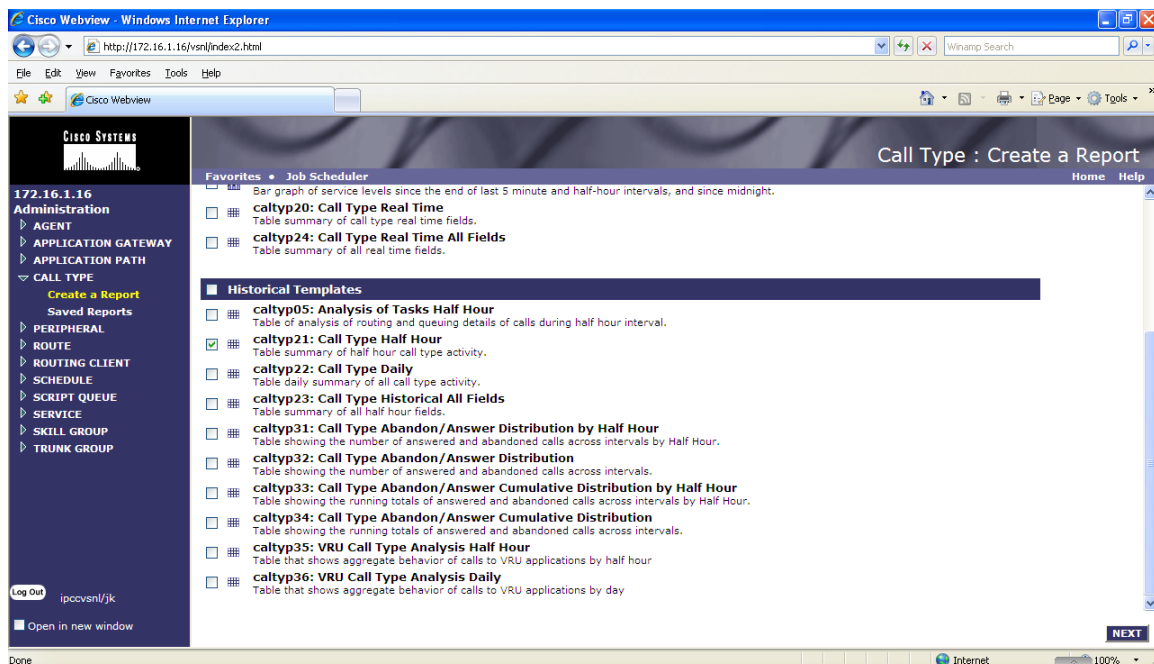 Cisco Webview - Windows Internet Explorer
http://172.16.1.16/vsnl/index2.html
Winamp Search
File Edit View Favorites Tools Help
Cisco Webview
Page Tools
CISCO SYSTEMS
Call Type : Create a Report
Favorites • Job Scheduler
Home Help
172.16.1.16
Administration
AGENT
APPLICATION GATEWAY
APPLICATION PATH
CALL TYPE
Create a Report
Saved Reports
PERIPHERAL
ROUTE
ROUTING CLIENT
SCHEDULE
SCRIPT QUEUE
SERVICE
SKILL GROUP
TRUNK GROUP
Log Out
ipccvsnl/jk
Open in new window
Bar graph of service levels since the end of last 5 minute and half-hour intervals, and since midnight.
caltyp20: Call Type Real Time
Table summary of call type real time fields.
caltyp24: Call Type Real Time All Fields
Table summary of all real time fields.
Historical Templates
caltyp05: Analysis of Tasks Half Hour
Table of analysis of routing and queuing details of calls during half hour interval.
caltyp21: Call Type Half Hour
Table summary of half hour call type activity.
caltyp22: Call Type Daily
Table daily summary of all call type activity.
caltyp23: Call Type Historical All Fields
Table summary of all half hour fields.
caltyp31: Call Type Abandon/Answer Distribution by Half Hour
Table showing the number of answered and abandoned calls across intervals by Half Hour.
caltyp32: Call Type Abandon/Answer Distribution
Table showing the number of answered and abandoned calls across intervals.
caltyp33: Call Type Abandon/Answer Cumulative Distribution by Half Hour
Table showing the running totals of answered and abandoned calls across intervals by Half Hour.
caltyp34: Call Type Abandon/Answer Cumulative Distribution
Table showing the running totals of answered and abandoned calls across intervals.
caltyp35: VRU Call Type Analysis Half Hour
Table that shows aggregate behavior of calls to VRU applications by half hour
caltyp36: VRU Call Type Analysis Daily
Table that shows aggregate behavior of calls to VRU applications by day
NEXT
Done
Internet
100%